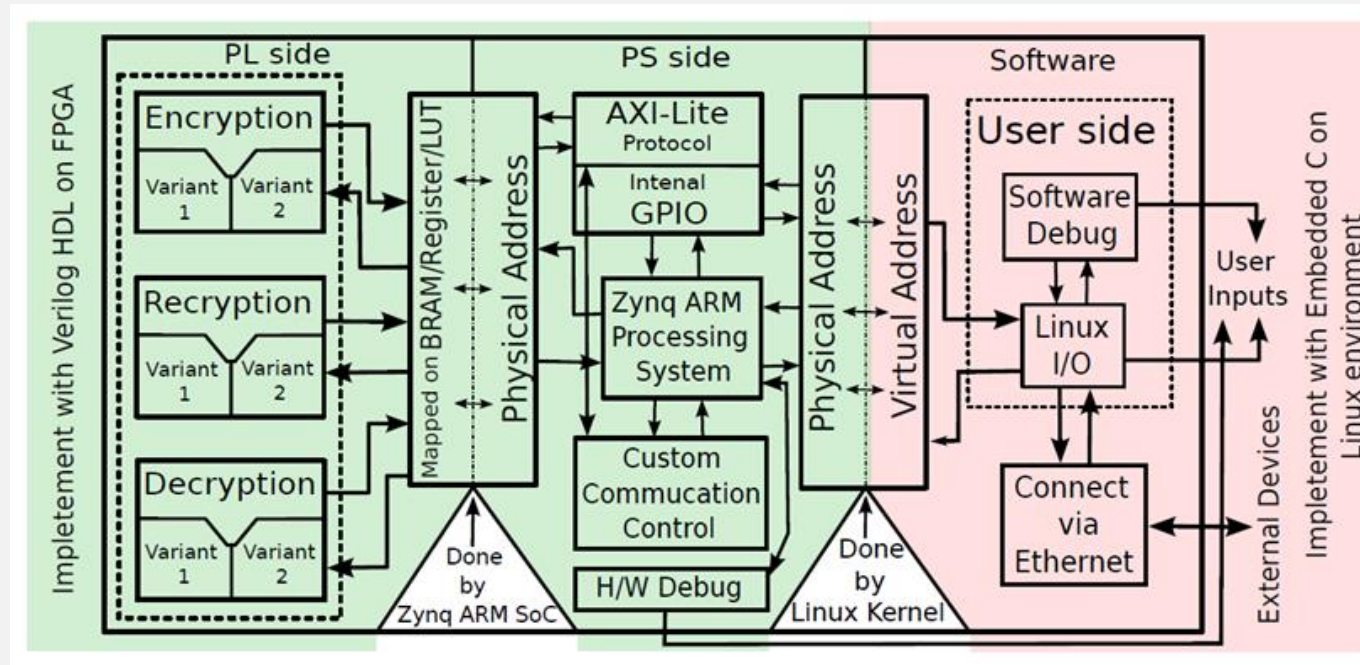 Impletement with Verilog HDL on FPGA
PL side
Encryption
Variant
1
Variant
2
Recryption
Variant
1
Variant
2
Decryption
Variant
1
Variant
2
Mapped on BRAM/Register/LUT
Physical Address
Done
by
Zynq ARM SoC
PS side
AXI-Lite
Protocol
Intenal
GPIO
Zynq ARM
Processing
System
Custom
Commucation
Control
H/W Debug
Physical Address
Virtual Address
Done
by
Linux Kernel
Software
User side
Software
Debug
Linux
I/O
Connect
via
Ethernet
User
Inputs
External Devices
Impletement with Embedded C on
Linux environment